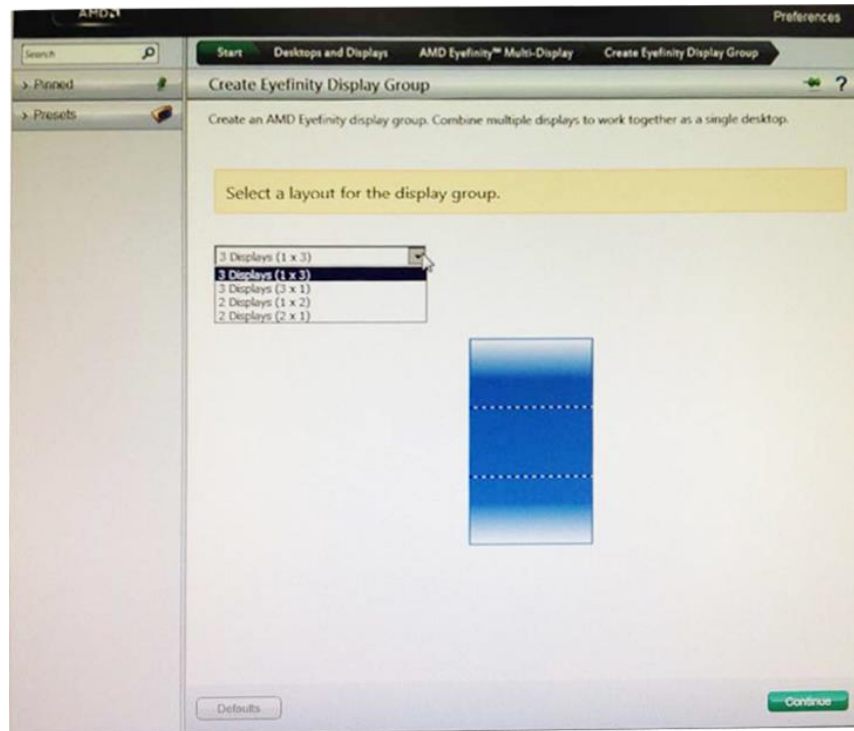 AMD
Preferences
Search
Start Desktops and Displays AMD Eyefinity™ Multi-Display Create Eyefinity Display Group
> Pinned
Create Eyefinity Display Group
?
> Presets
Create an AMD Eyefinity display group. Combine multiple displays to work together as a single desktop.
Select a layout for the display group.
3 Displays (1 x 3)
3 Displays (1 x 3)
3 Displays (3 x 1)
2 Displays (1 x 2)
2 Displays (2 x 1)
Defaults
Continue